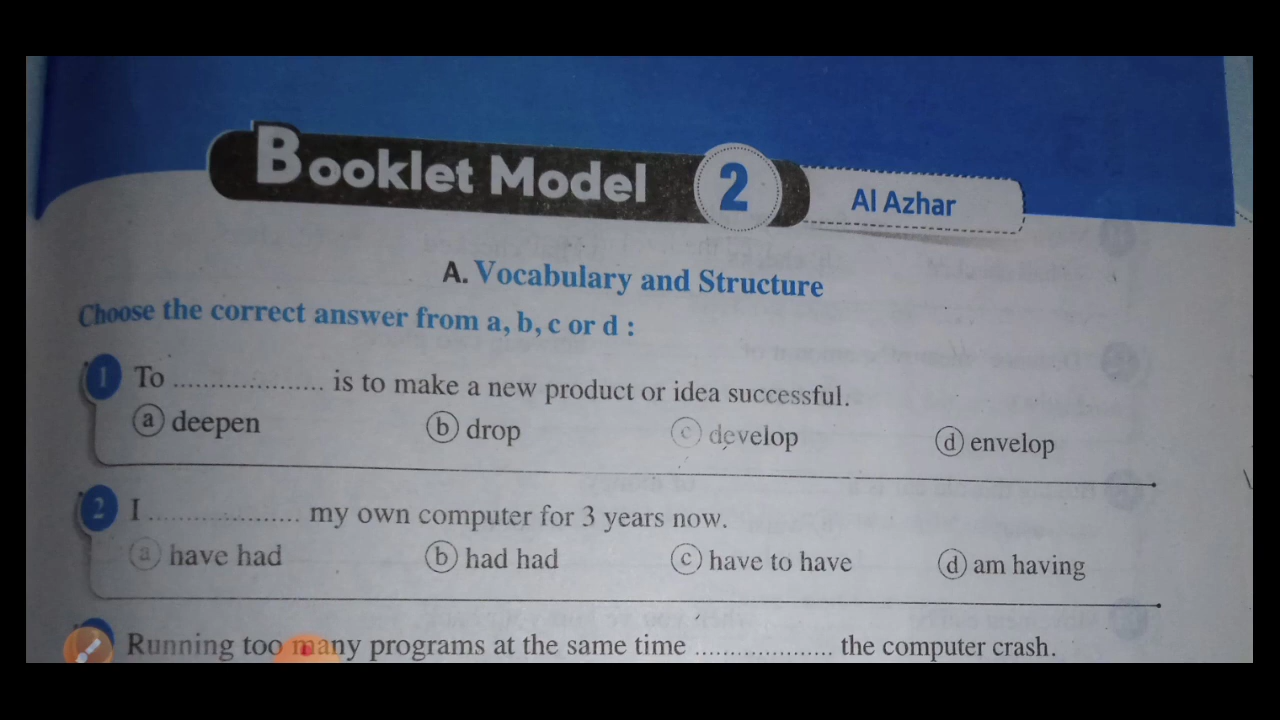 Booklet Model 2 Al Azhar
A. Vocabulary and Structure
Choose the correct answer from a, b, c or d :
1 To .................... is to make a new product or idea successful.
a deepen b drop c develop d envelop
2 I .................... my own computer for 3 years now.
a have had b had had c have to have d am having
Running too many programs at the same time .................... the computer crash.